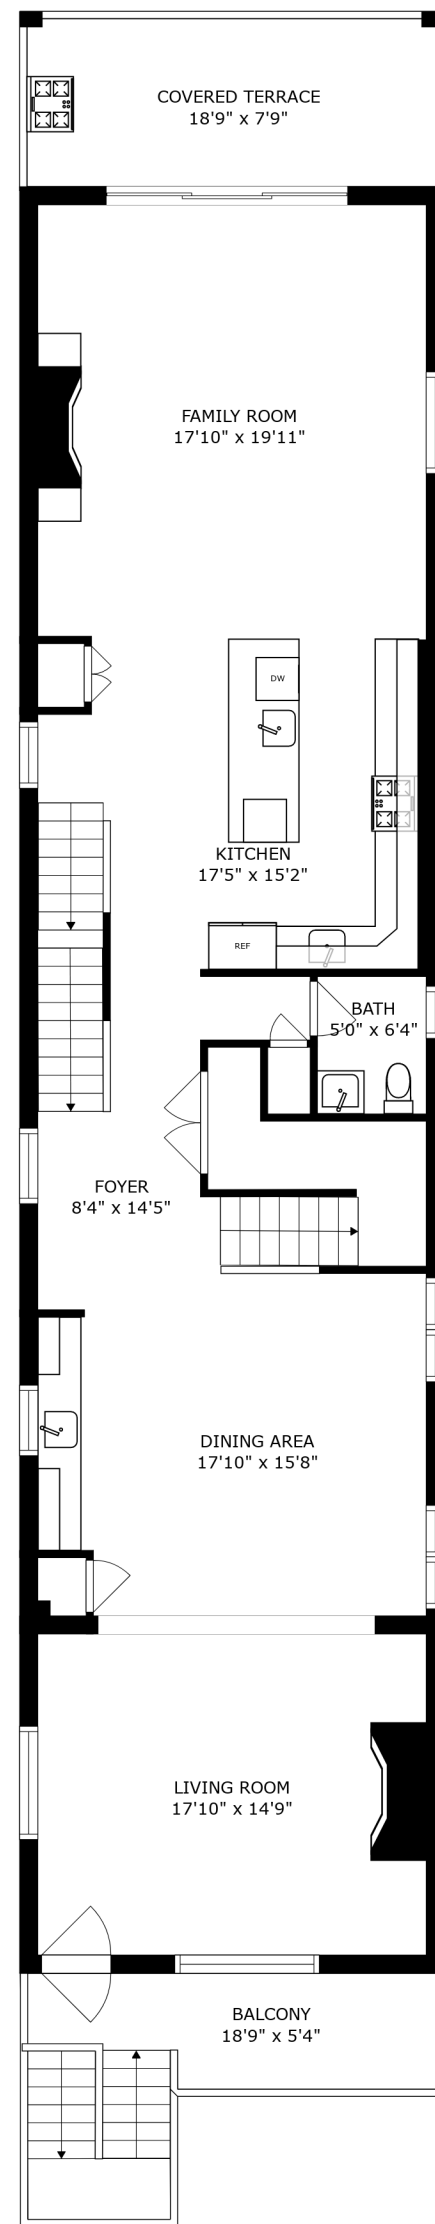 COVERED TERRACE
18'9" x 7'9"
FAMILY ROOM
17'10" x 19'11"
DW
KITCHEN
17'5" x 15'2"
REF
BATH
5'0" x 6'4"
FOYER
8'4" x 14'5"
DINING AREA
17'10" x 15'8"
LIVING ROOM
17'10" x 14'9"
BALCONY
18'9" x 5'4"